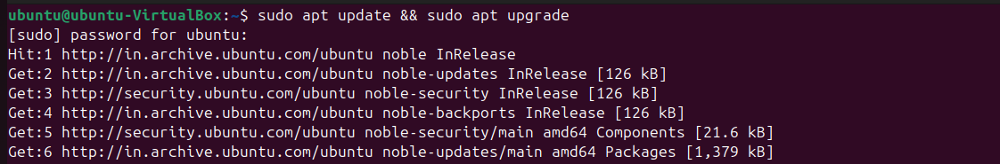 ubuntu@ubuntu-VirtualBox:~$ sudo apt update && sudo apt upgrade
[sudo] password for ubuntu:
Hit:1 http://in.archive.ubuntu.com/ubuntu noble InRelease
Get:2 http://in.archive.ubuntu.com/ubuntu noble-updates InRelease [126 kB]
Get:3 http://security.ubuntu.com/ubuntu noble-security InRelease [126 kB]
Get:4 http://in.archive.ubuntu.com/ubuntu noble-backports InRelease [126 kB]
Get:5 http://security.ubuntu.com/ubuntu noble-security/main amd64 Components [21.6 kB]
Get:6 http://in.archive.ubuntu.com/ubuntu noble-updates/main amd64 Packages [1,379 kB]